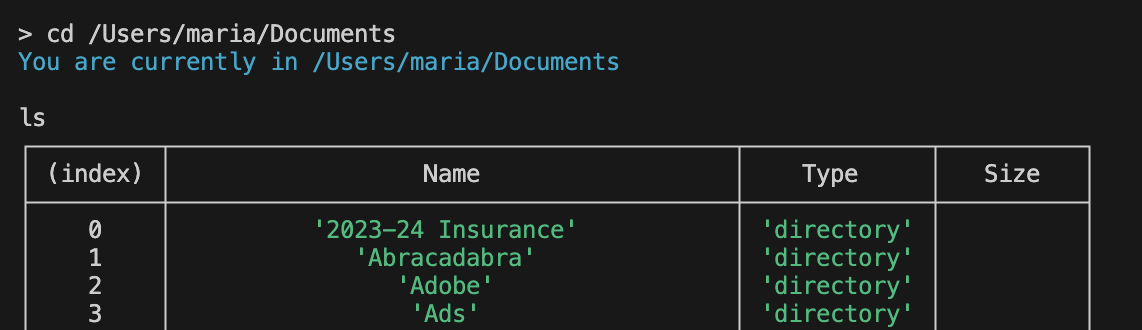 > cd /Users/maria/Documents
You are currently in /Users/maria/Documents
ls
(index) Name Type Size
0 '2023-24 Insurance' 'directory'
1 'Abracadabra' 'directory'
2 'Adobe' 'directory'
3 'Ads' 'directory'